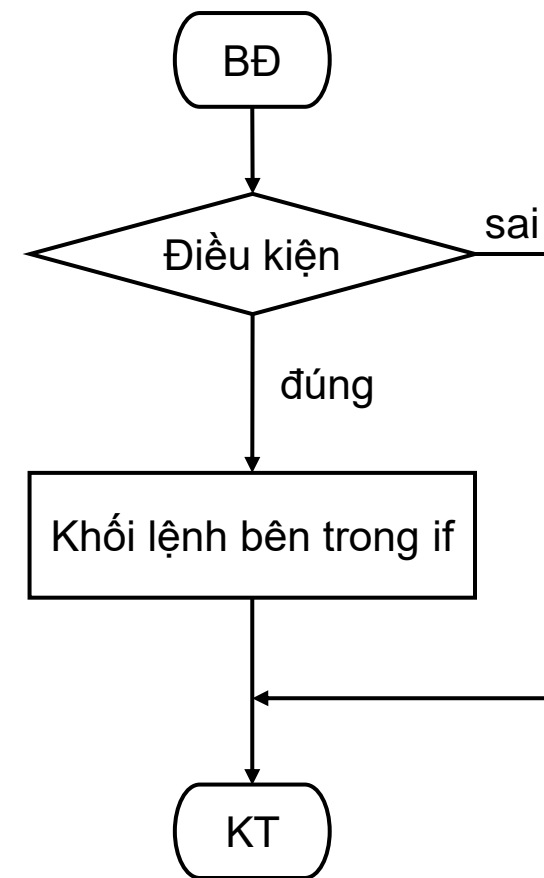 BĐ
Điều kiện
sai
đúng
Khối lệnh bên trong if
KT